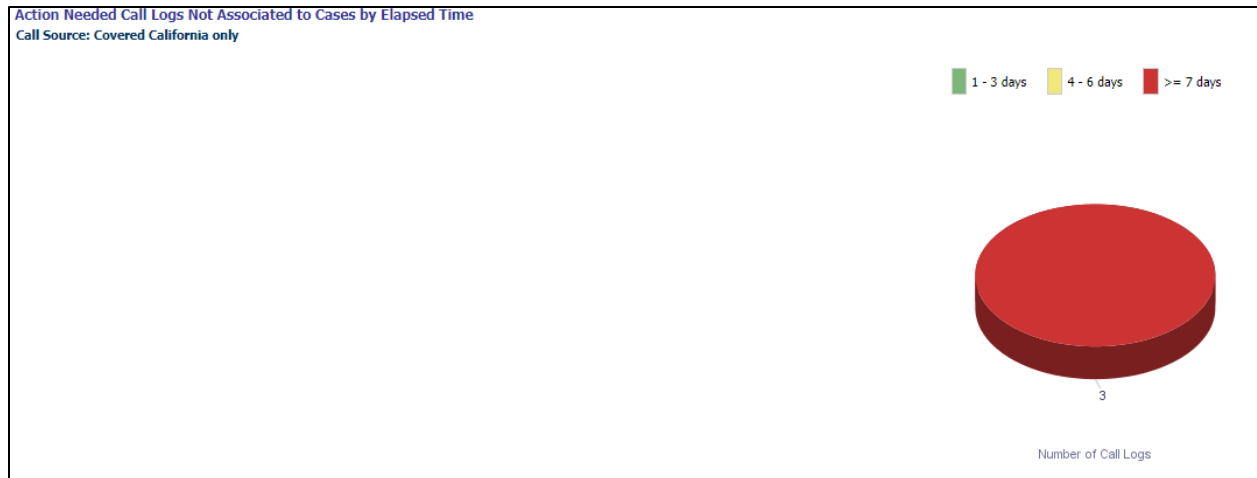 Action Needed Call Logs Not Associated to Cases by Elapsed Time
Call Source: Covered California only
1 - 3 days 4 - 6 days >= 7 days
3
Number of Call Logs